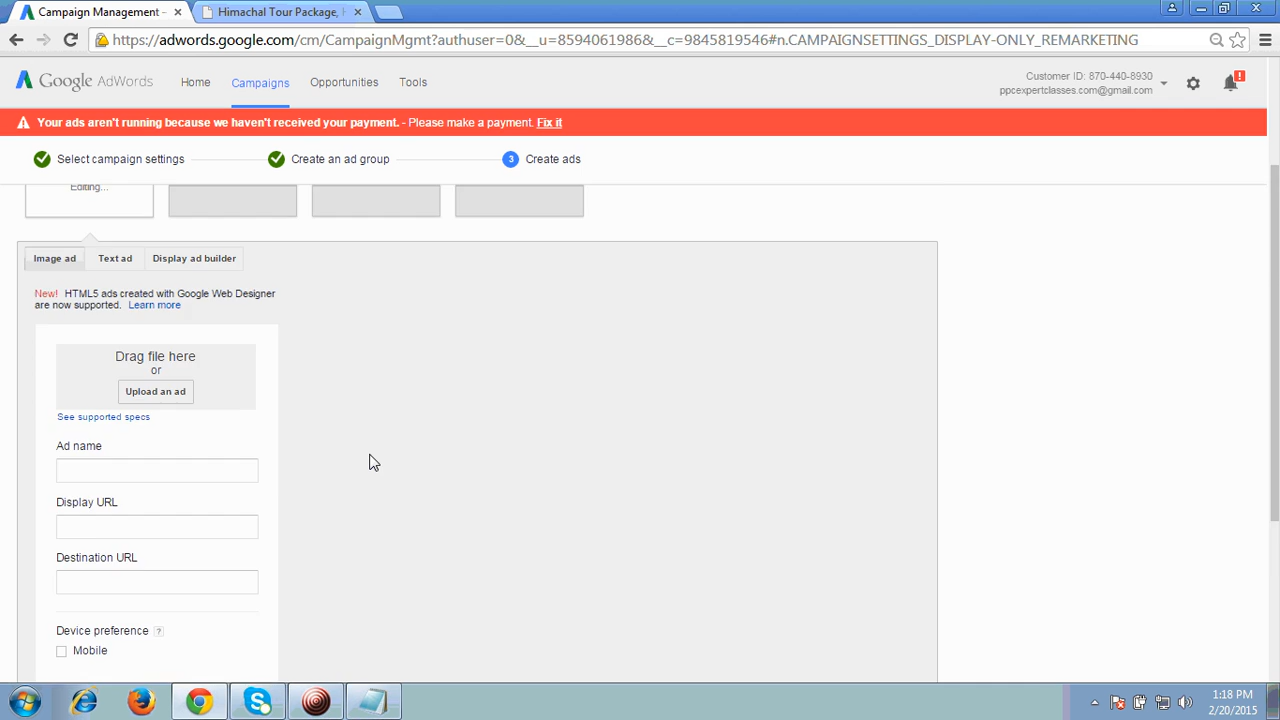 Campaign Management -
Himachal Tour Package, H
https://adwords.google.com/cm/CampaignMgmt?authuser=0&__u=8594061986&__c=9845819546#n.CAMPAIGNSETTINGS_DISPLAY-ONLY_REMARKETING
Google AdWords
Home
Campaigns
Opportunities
Tools
Customer ID: 870-440-8930
ppcexpertclasses.com@gmail.com
!
Your ads aren't running because we haven't received your payment. - Please make a payment. Fix it
Select campaign settings
Create an ad group
3
Create ads
Editing...
Image ad
Text ad
Display ad builder
New! HTML5 ads created with Google Web Designer
are now supported. Learn more
Drag file here
or
Upload an ad
See supported specs
Ad name
Display URL
Destination URL
Device preference ?
Mobile
1:18 PM
2/20/2015